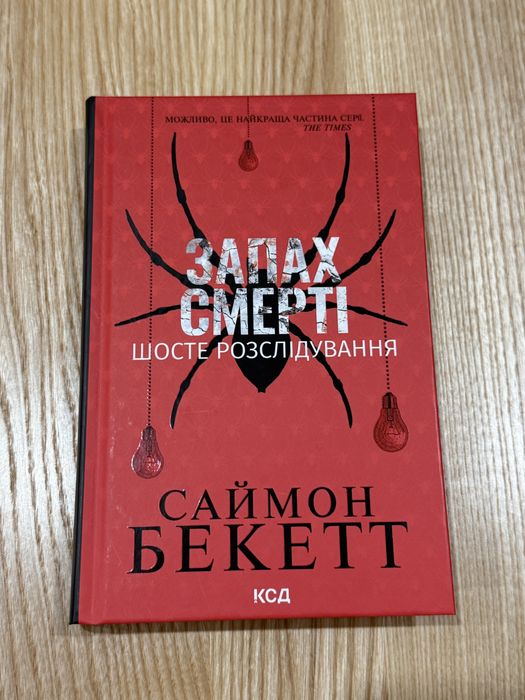 МОЖЛИВО, ЦЕ НАЙКРАЩА ЧАСТИНА СЕРІЇ.
THE TIMES
ЗАПАХ
СМЕРТІ
ШОСТЕ РОЗСЛІДУВАННЯ
САЙМОН
БЕКЕТТ
КСД